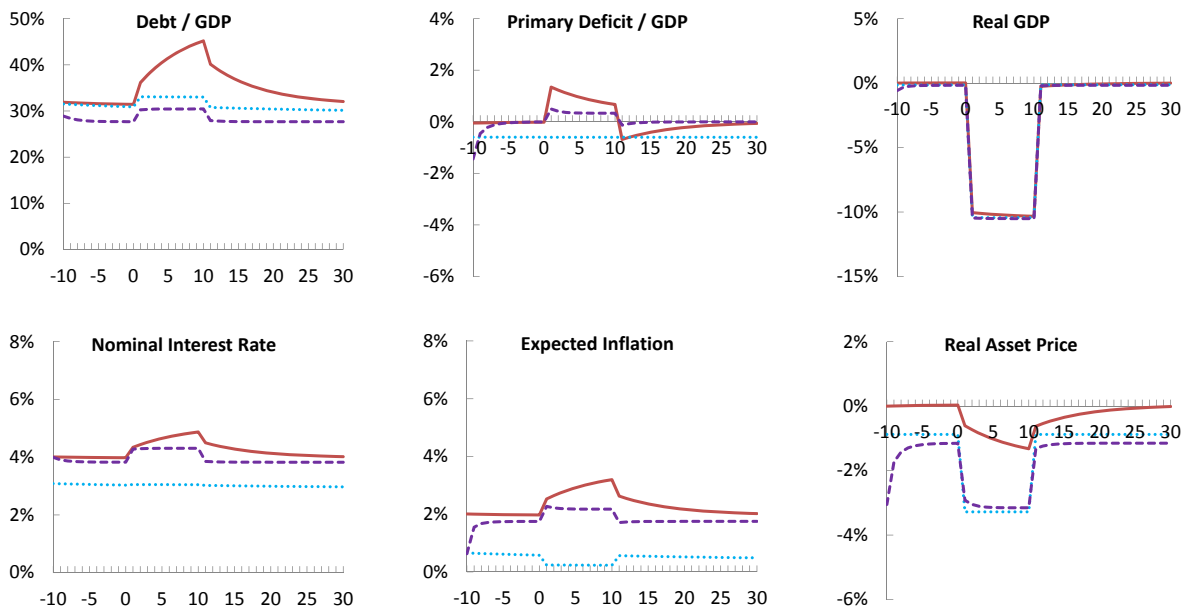 Debt / GDP
50%
40%
30%
20%
10%
0%
-10 -5 0 5 10 15 20 25 30
Primary Deficit / GDP
4%
2%
0%
-2%
-4%
-6%
-10 -5 0 5 10 15 20 25 30
Real GDP
5%
0%
-5%
-10%
-15%
-10 -5 0 5 10 15 20 25 30
Nominal Interest Rate
8%
6%
4%
2%
0%
-10 -5 0 5 10 15 20 25 30
Expected Inflation
8%
6%
4%
2%
0%
-10 -5 0 5 10 15 20 25 30
Real Asset Price
2%
0%
-2%
-4%
-6%
-10 -5 0 5 10 15 20 25 30